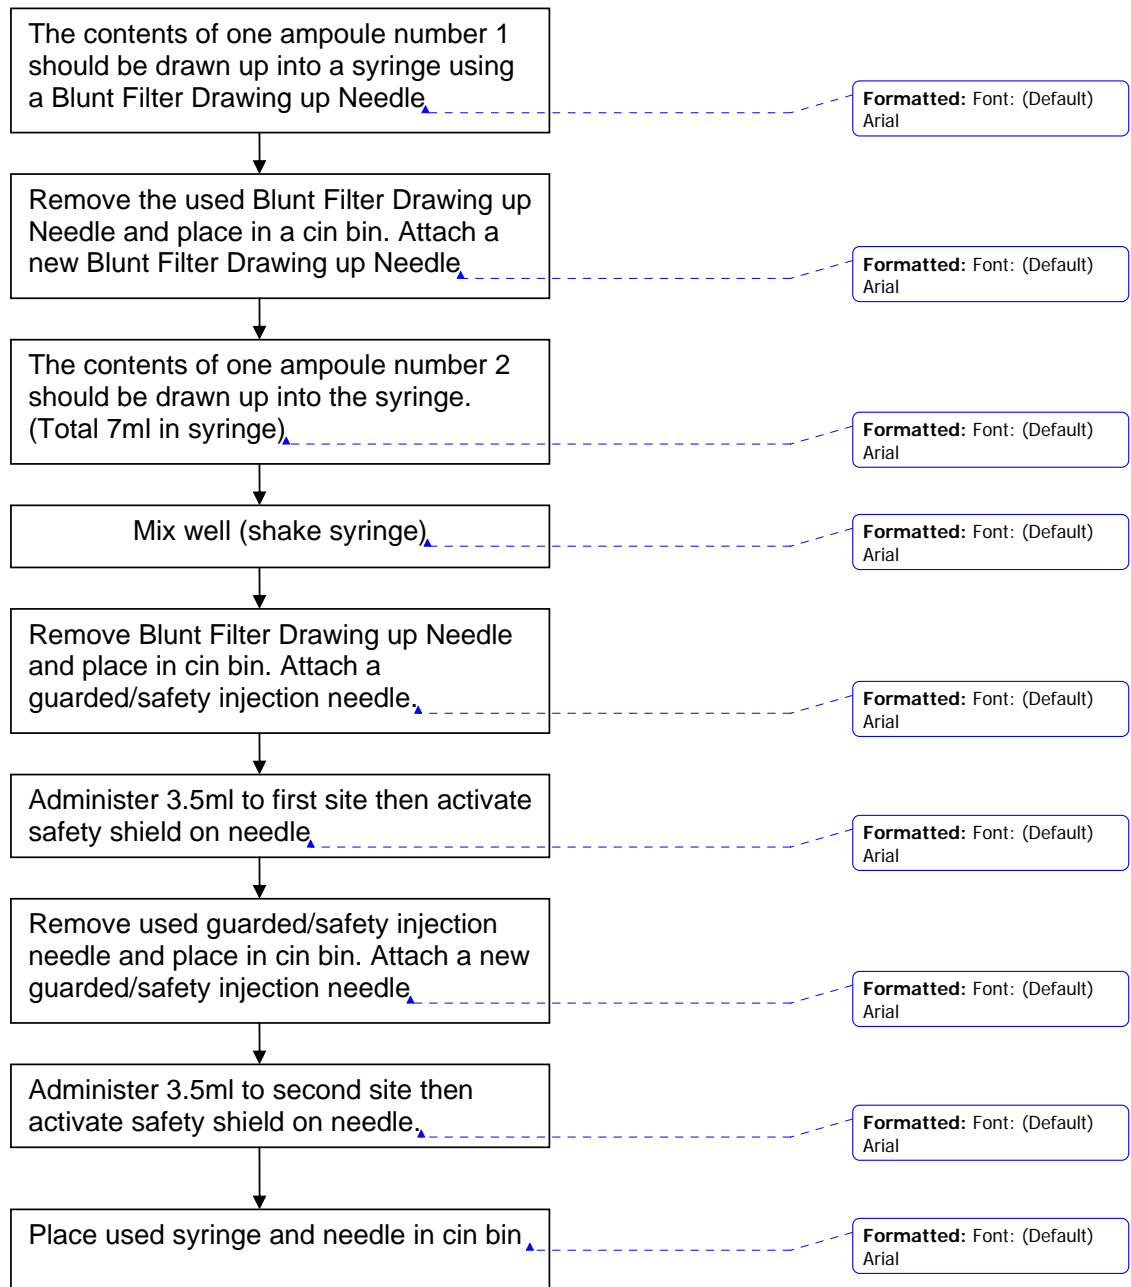 The contents of one ampoule number 1
should be drawn up into a syringe using
a Blunt Filter Drawing up Needle
Formatted: Font: (Default)
Arial
Remove the used Blunt Filter Drawing up
Needle and place in a cin bin. Attach a
new Blunt Filter Drawing up Needle
Formatted: Font: (Default)
Arial
The contents of one ampoule number 2
should be drawn up into the syringe.
(Total 7ml in syringe)
Formatted: Font: (Default)
Arial
Mix well (shake syringe)
Formatted: Font: (Default)
Arial
Remove Blunt Filter Drawing up Needle
and place in cin bin. Attach a
guarded/safety injection needle.
Formatted: Font: (Default)
Arial
Administer 3.5ml to first site then activate
safety shield on needle
Formatted: Font: (Default)
Arial
Remove used guarded/safety injection
needle and place in cin bin. Attach a new
guarded/safety injection needle
Formatted: Font: (Default)
Arial
Administer 3.5ml to second site then
activate safety shield on needle.
Formatted: Font: (Default)
Arial
Place used syringe and needle in cin bin
Formatted: Font: (Default)
Arial